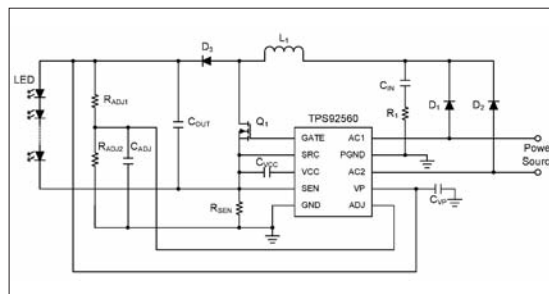 D3
L1
LED
RADJ1
COUT
Q1
CIN
R1
D1
D2
TPS92560
GATE
AC1
SRC
PGND
VCC
AC2
SEN
VP
GND
ADJ
RADJ2
CADJ
CVCC
RSEN
CVP
Power
Source